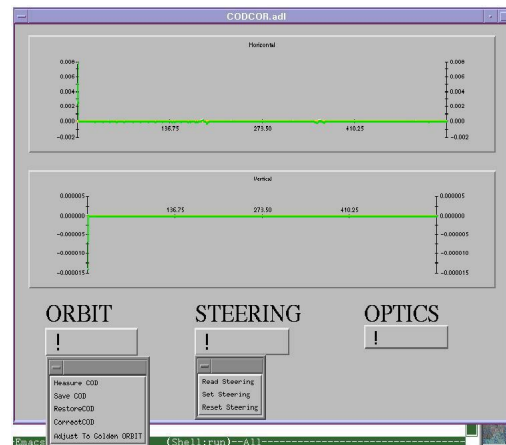 CODCOR.adl
Horizontal
0.008 0.008
0.006 0.006
0.004 0.004
0.002 0.002
0.000 0.000
-0.002 136.75 273.50 410.25 -0.002
Vertical
0.000005 136.75 273.50 410.25 0.000005
0.000000 0.000000
-0.000005 -0.000005
-0.000010 -0.000010
-0.000015 -0.000015
ORBIT STEERING OPTICS
! ! !
Measure COD
Save COD
RestoreCOD
CorrectCOD
Adjust To Golden ORBIT
Read Steering
Set Steering
Reset Steering
Emacs (Shell:run)--All